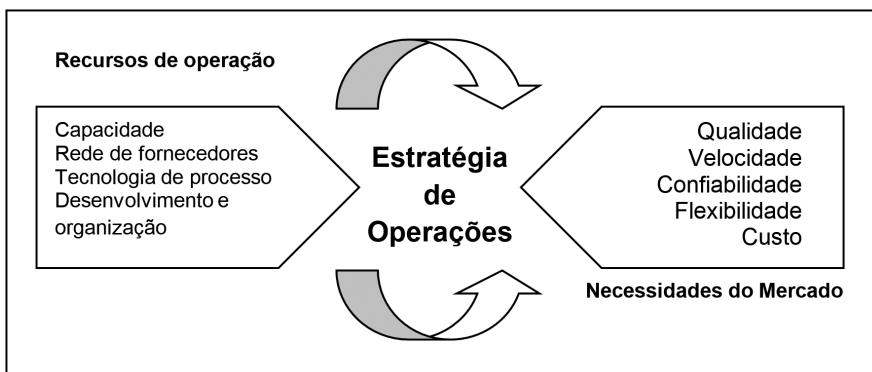 Recursos de operação
Capacidade
Rede de fornecedores
Tecnologia de processo
Desenvolvimento e
organização
Estratégia
de
Operações
Qualidade
Velocidade
Confiabilidade
Flexibilidade
Custo
Necessidades do Mercado